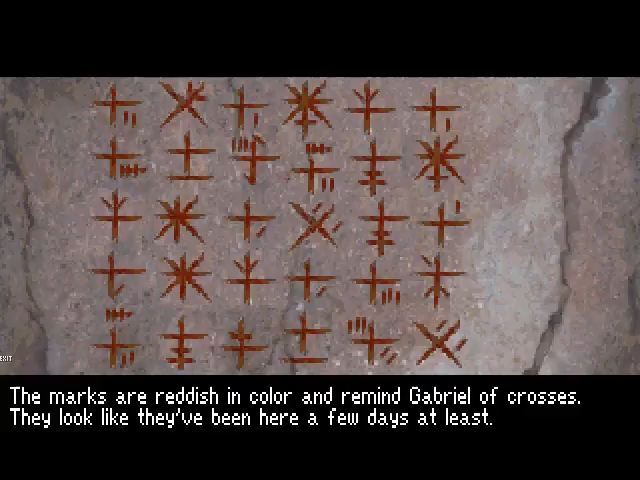 EXIT
The marks are reddish in color and remind Gabriel of crosses.
They look like they've been here a few days at least.